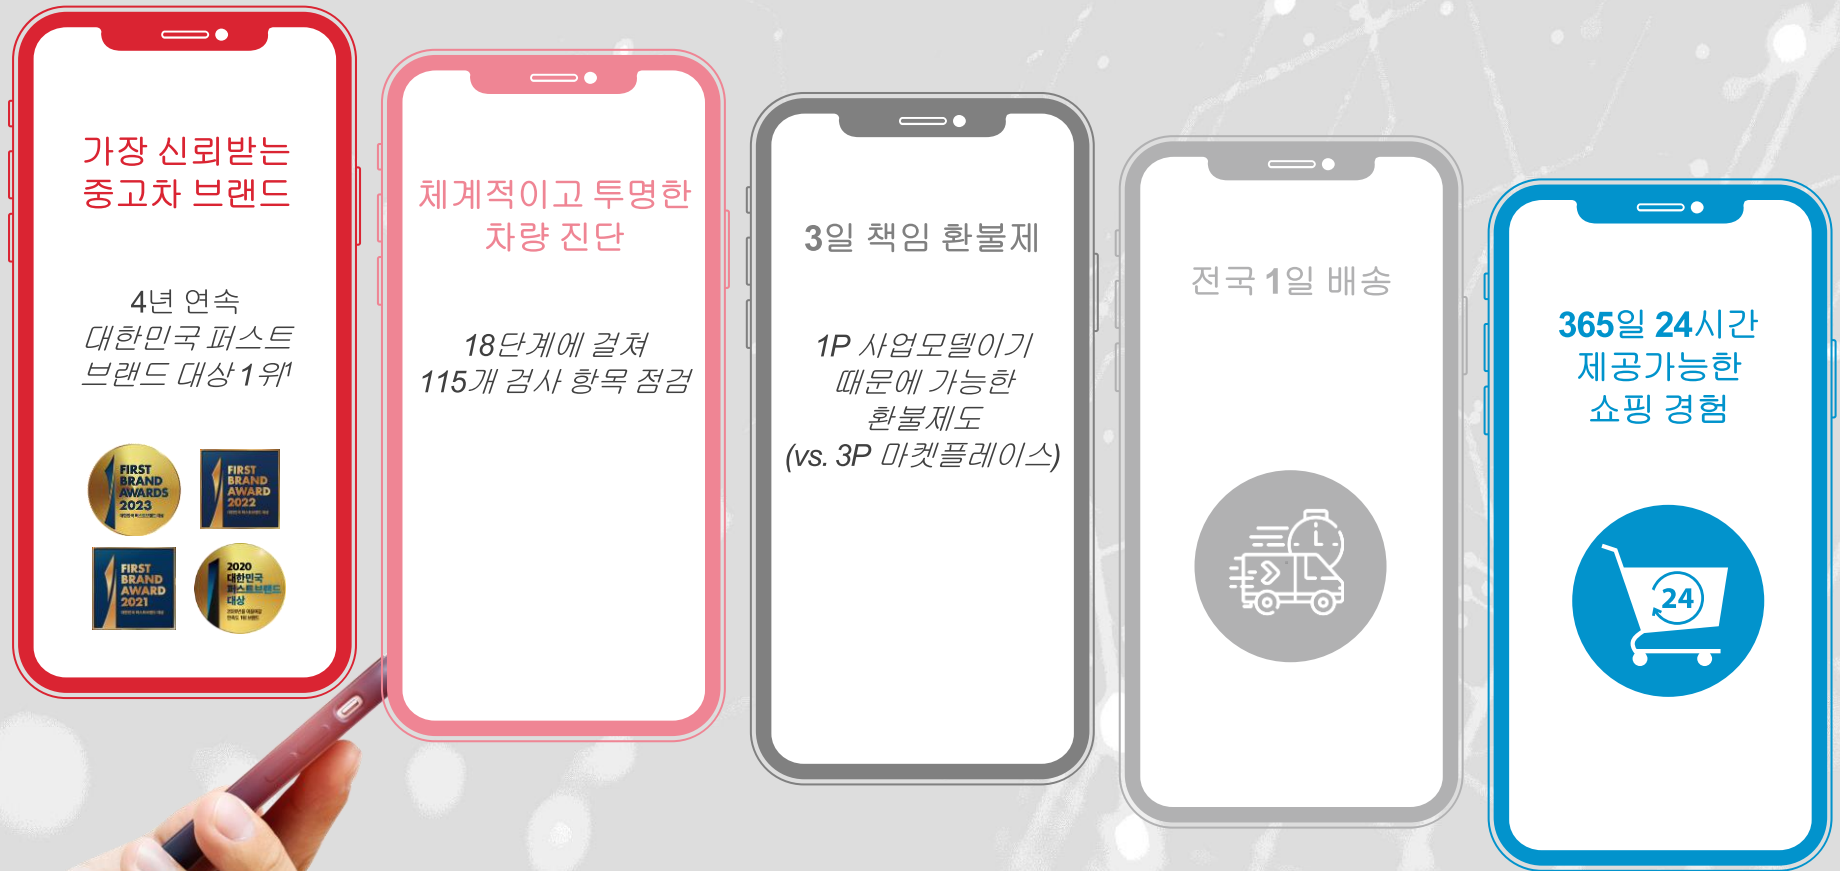 가장 신뢰받는
중고차 브랜드
4년 연속
대한민국 퍼스트
브랜드 대상 1위¹
FIRST
BRAND
AWARDS
2023
FIRST
BRAND
AWARD
2022
FIRST
BRAND
AWARD
2021
2020
대한민국
퍼스트브랜드
대상
체계적이고 투명한
차량 진단
18단계에 걸쳐
115개 검사 항목 점검
3일 책임 환불제
1P 사업모델이기
때문에 가능한
환불제도
(vs. 3P 마켓플레이스)
전국 1일 배송
365일 24시간
제공가능한
쇼핑 경험
24